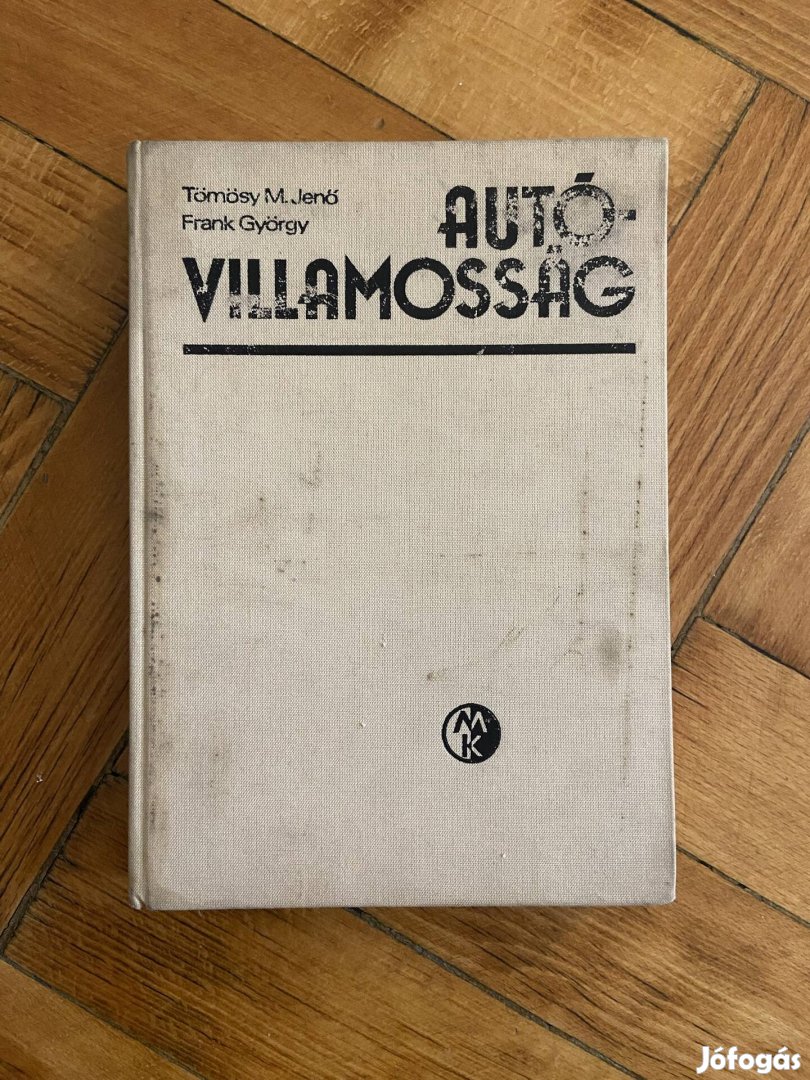 Tömösy M. Jenő
Frank György
AUTÓ-
VILLAMOSSÁG
MK
Jófogás